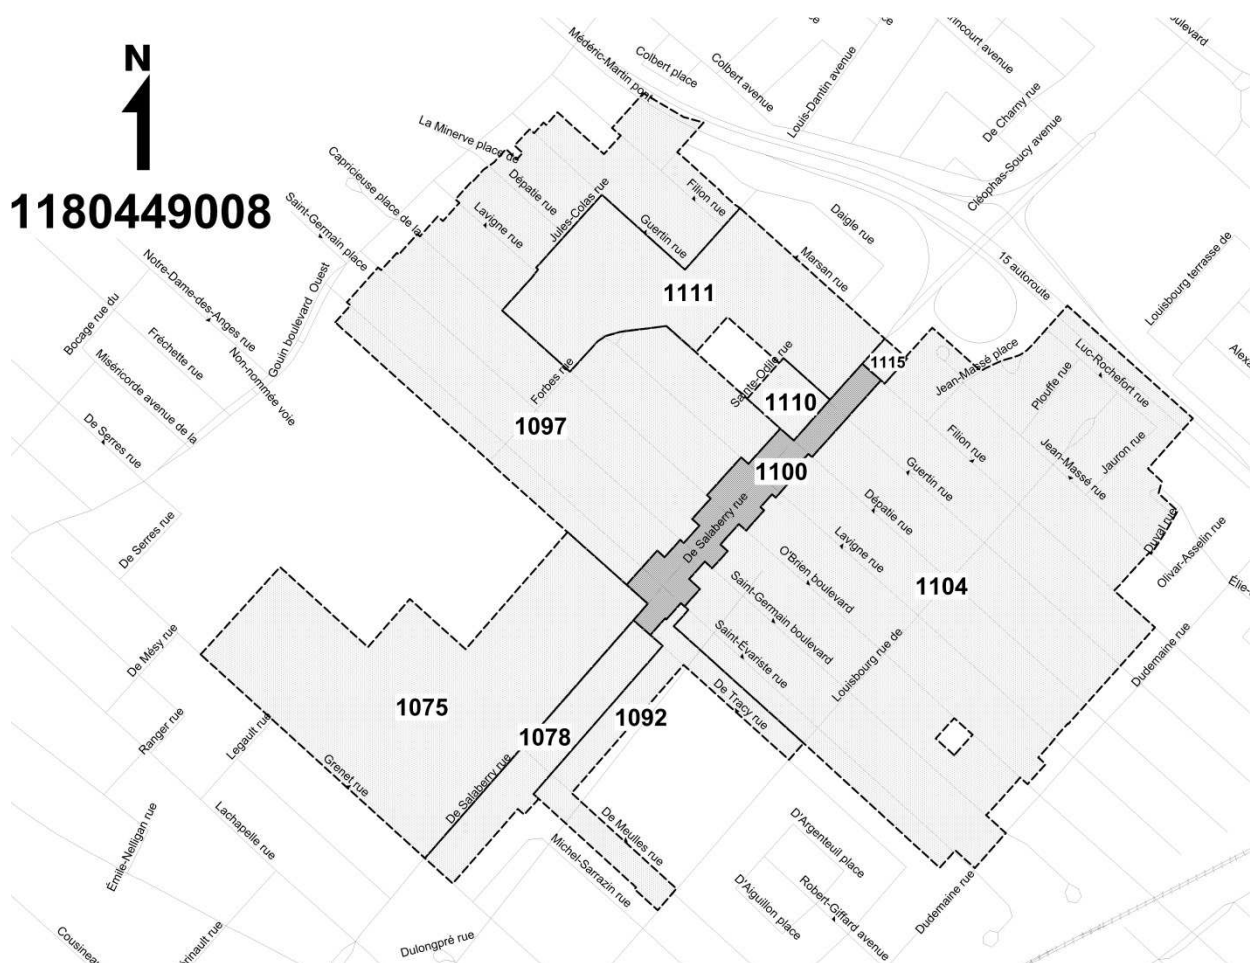 N
1180449008
Médéric-Martin pont
Colbert place
Colbert avenue
Louis-Dantin avenue
De Charny rue
Cléophas-Soucy avenue
La Minerve place de
Capricieuse place de la
Saint-Germain place
Dépatie rue
Lavigne rue
Jules-Colas rue
Guertin rue
Filion rue
Daigle rue
Marsan rue
15 autoroute
Louisbourg terrasse de
Notre-Dame-des-Anges rue
Bocage rue du
Fréchette rue
Gouin boulevard Ouest
Non-nommée voie
Miséricorde avenue de la
De Serres rue
1111
1115
Jean-Massé place
Luc-Rochefort rue
Plouffe rue
Forbes rue
Sainte-Odile rue
1110
1097
1100
Filion rue
Guertin rue
Jean-Massé rue
Jauron rue
Dépatie rue
Lavigne rue
De Salaberry rue
O'Brien boulevard
Saint-Germain boulevard
Saint-Évariste rue
Louisbourg rue de
1104
Duval rue
Olivar-Asselin rue
De Serres rue
De Mésy rue
Ranger rue
Legault rue
Grenet rue
1075
1078
1092
De Tracy rue
Dudemaine rue
De Salaberry rue
Émile-Nelligan rue
Lachapelle rue
De Meulles rue
Michel-Sarrazin rue
D'Argenteuil place
D'Aiguillon place
Robert-Giffard avenue
Dudemaine rue
Dulongpré rue